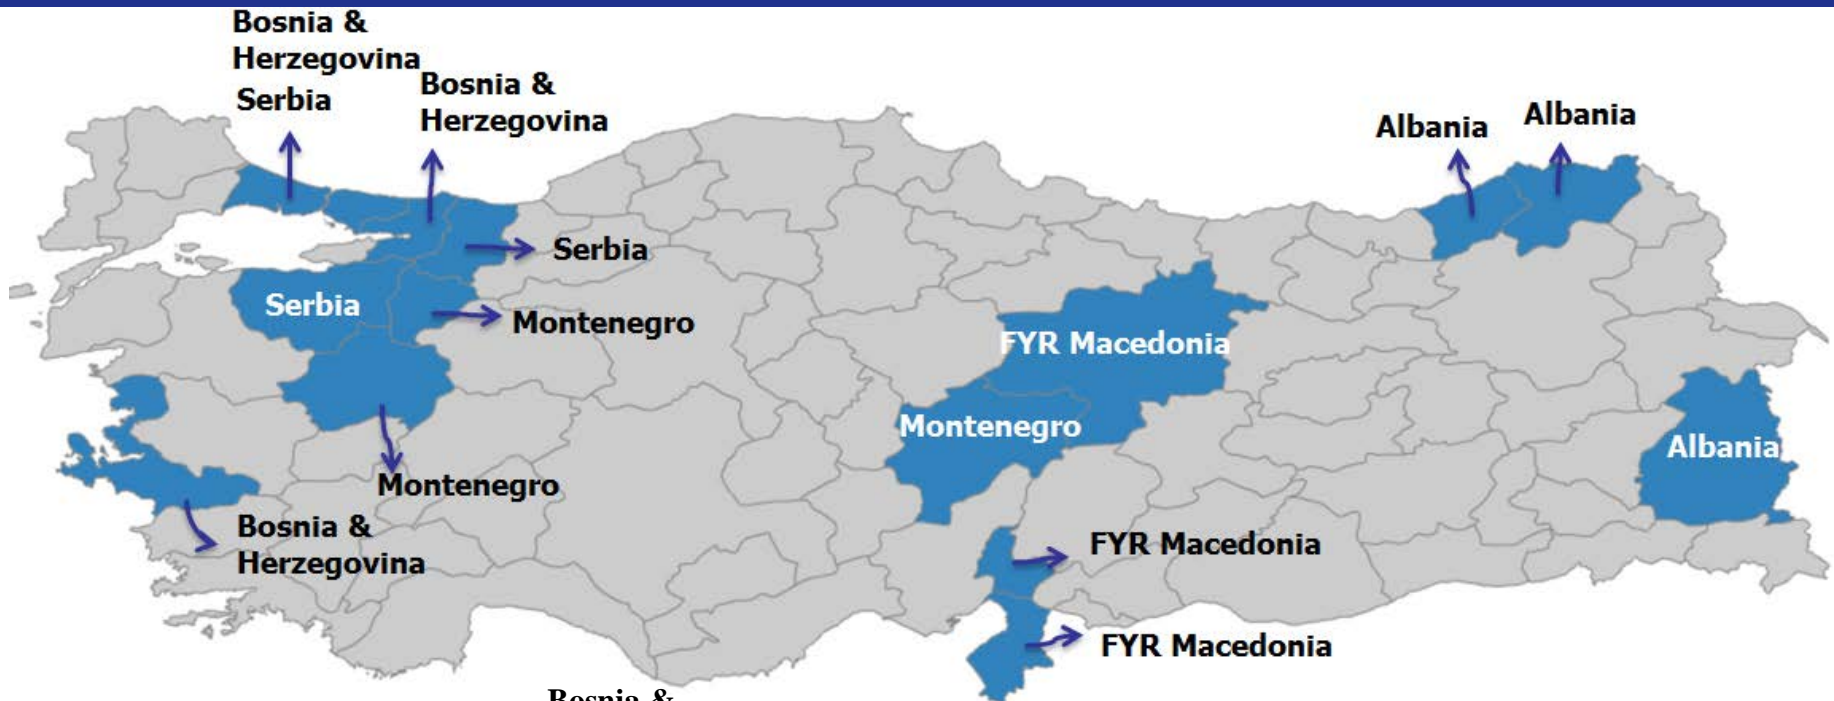 Bosnia &
Herzegovina
Serbia
Bosnia &
Herzegovina
Albania
Albania
Serbia
Serbia
Montenegro
FYR Macedonia
Montenegro
Albania
Montenegro
Bosnia &
Herzegovina
FYR Macedonia
FYR Macedonia
Bosnia &